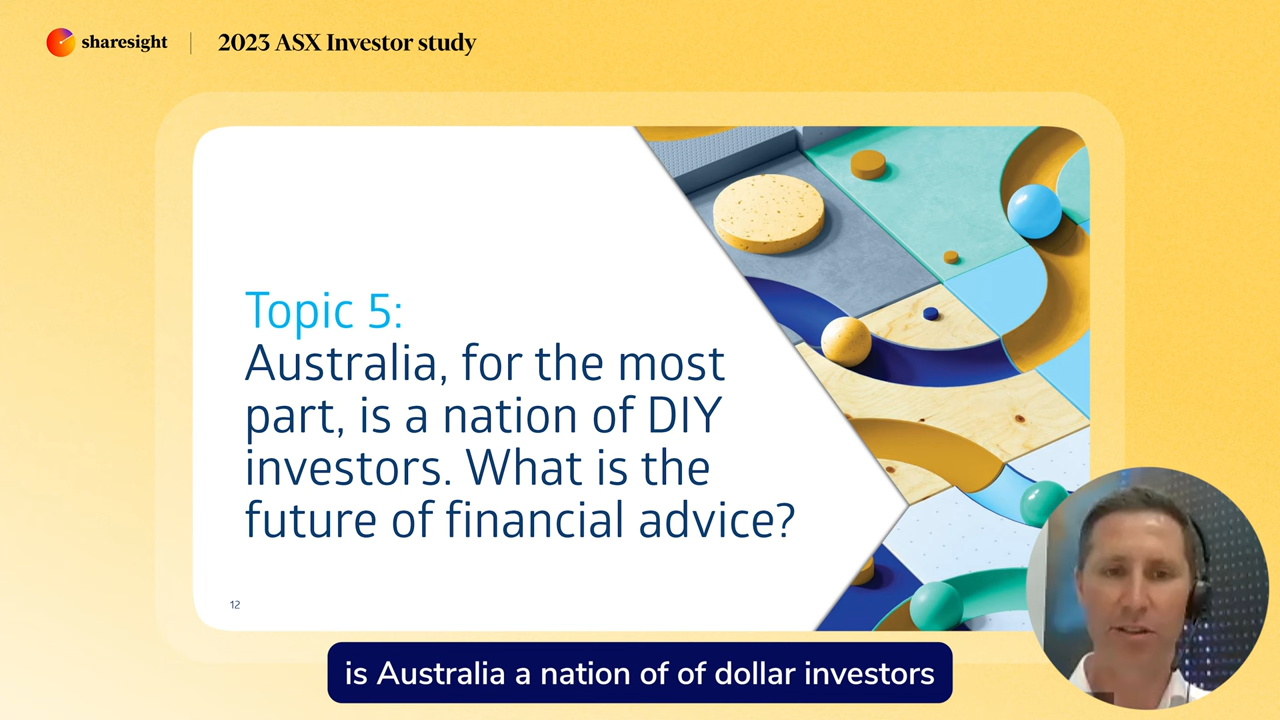 sharesight | 2023 ASX Investor study
Topic 5:
Australia, for the most
part, is a nation of DIY
investors. What is the
future of financial advice?
12
is Australia a nation of of dollar investors